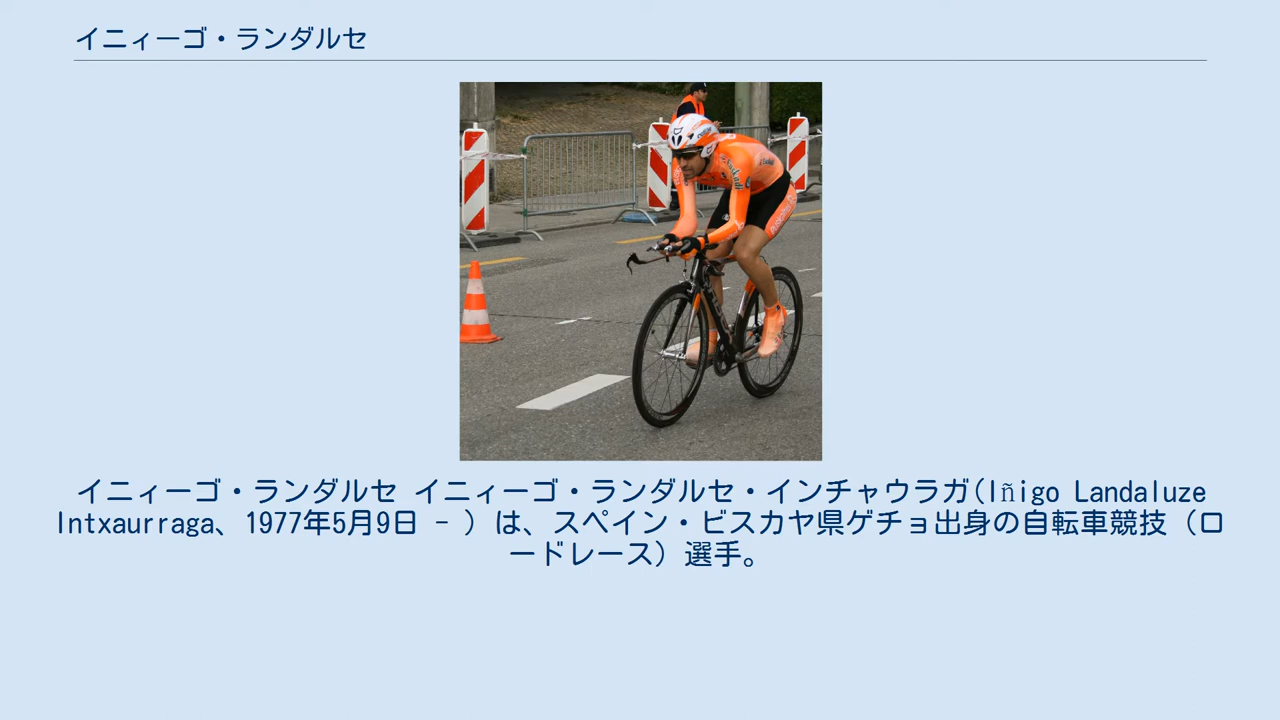 イニィーゴ・ランダルセ
イニィーゴ・ランダルセ イニィーゴ・ランダルセ・インチャウラガ(Iñigo Landaluze
Intxaurraga、1977年5月9日 - ）は、スペイン・ビスカヤ県ゲチョ出身の自転車競技（ロ
ードレース）選手。